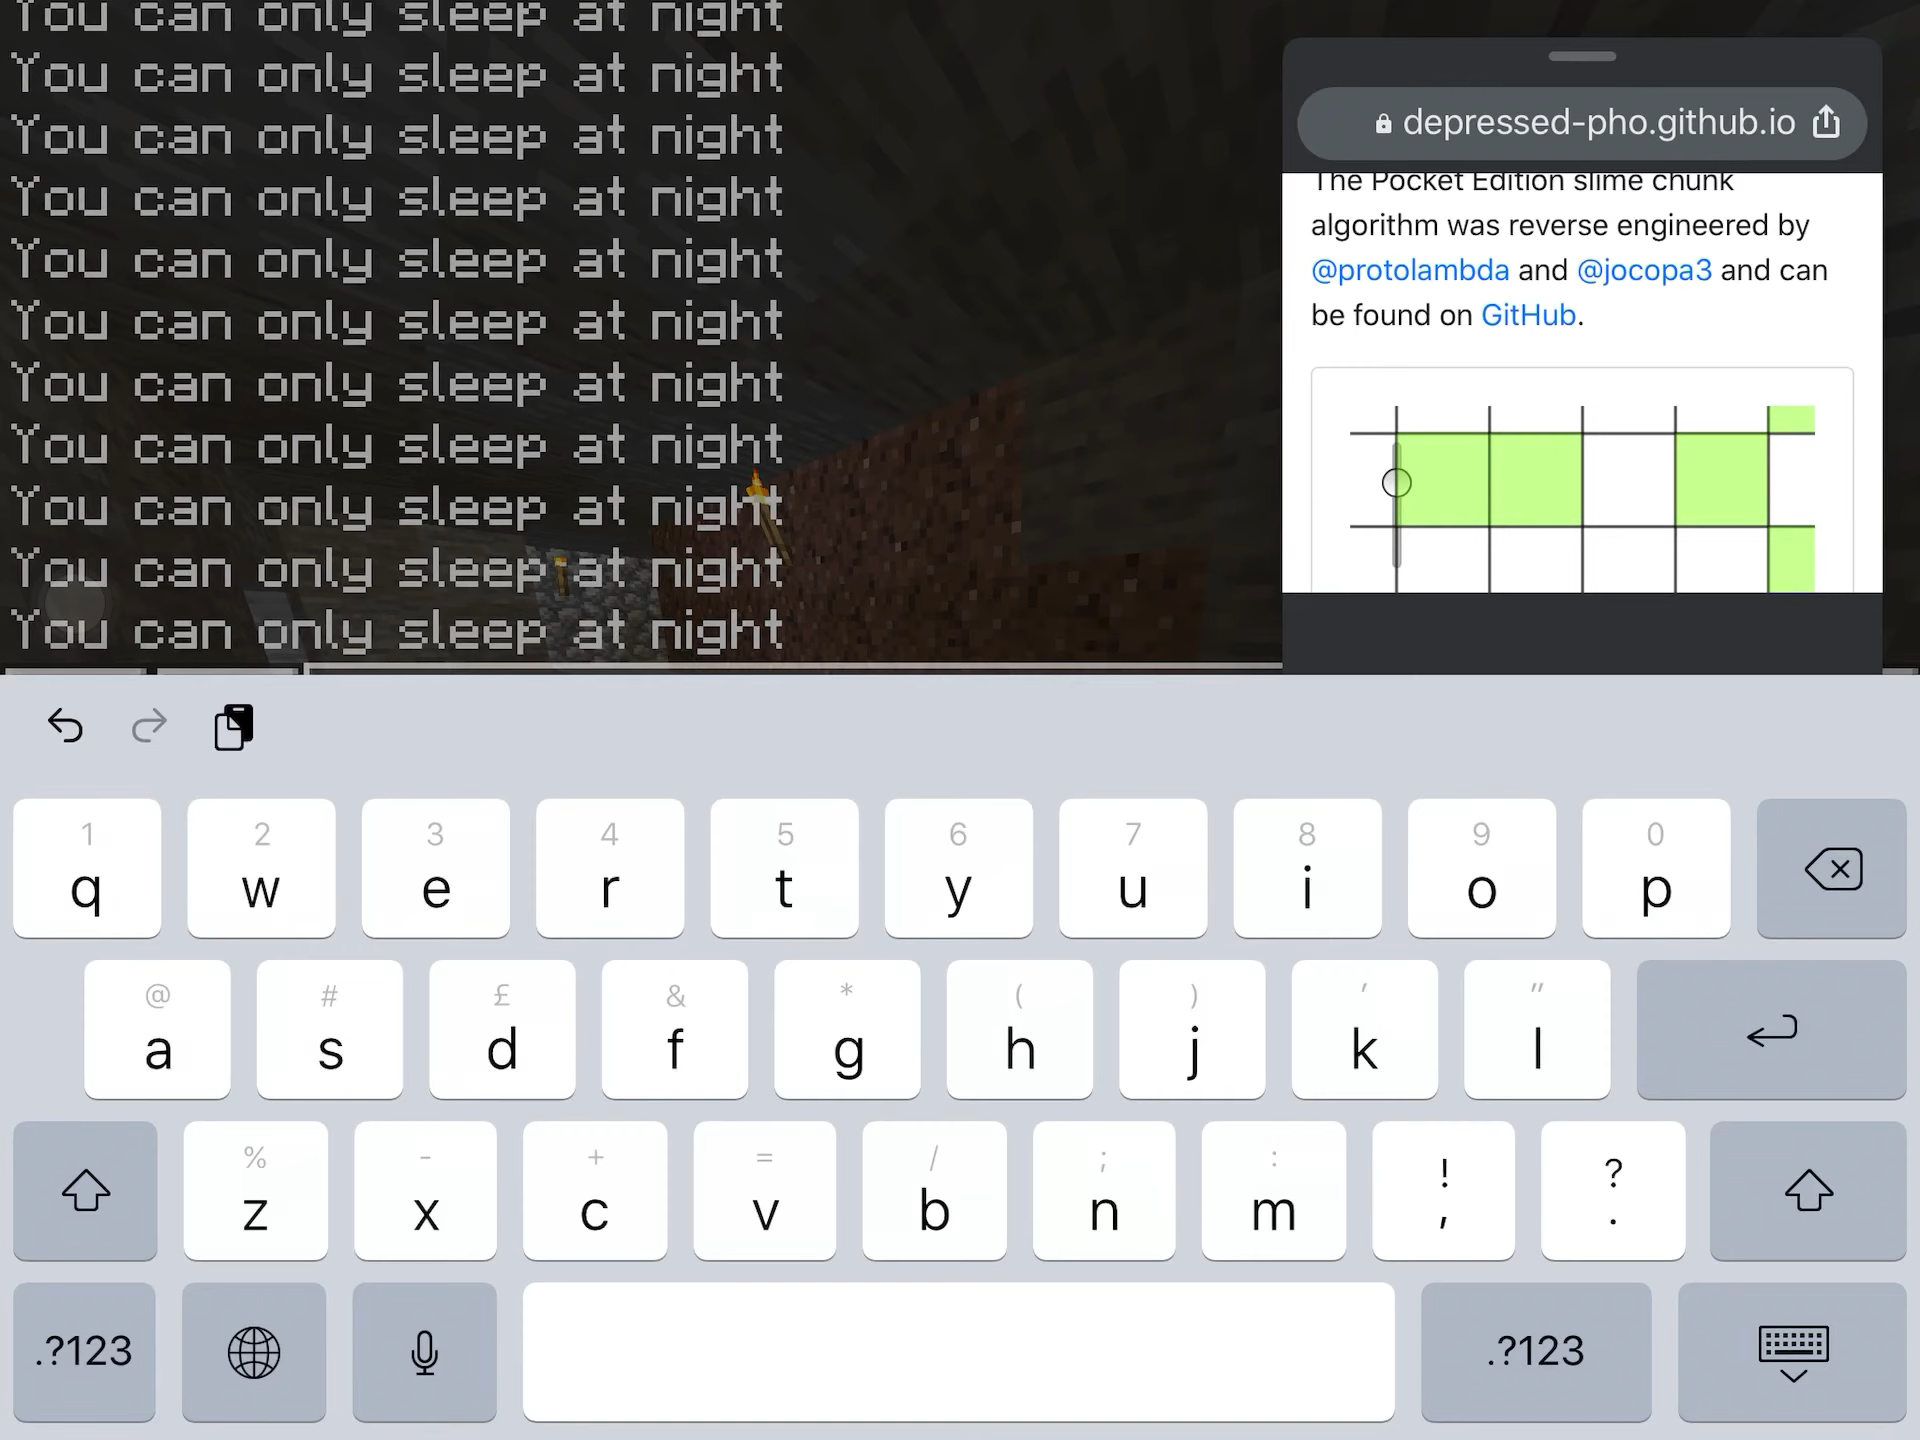 You can only sleep at night
You can only sleep at night
You can only sleep at night
You can only sleep at night
You can only sleep at night
You can only sleep at night
You can only sleep at night
You can only sleep at night
You can only sleep at night
You can only sleep at night
You can only sleep at night
depressed-pho.github.io
The Pocket Edition slime chunk
algorithm was reverse engineered by
@protolambda and @jocopa3 and can
be found on GitHub.
1 2 3 4 5 6 7 8 9 0
q w e r t y u i o p
@ # £ & * ( ) ' "
a s d f g h j k l
% - + = / ; : ! ?
z x c v b n m , .
.?123 .?123